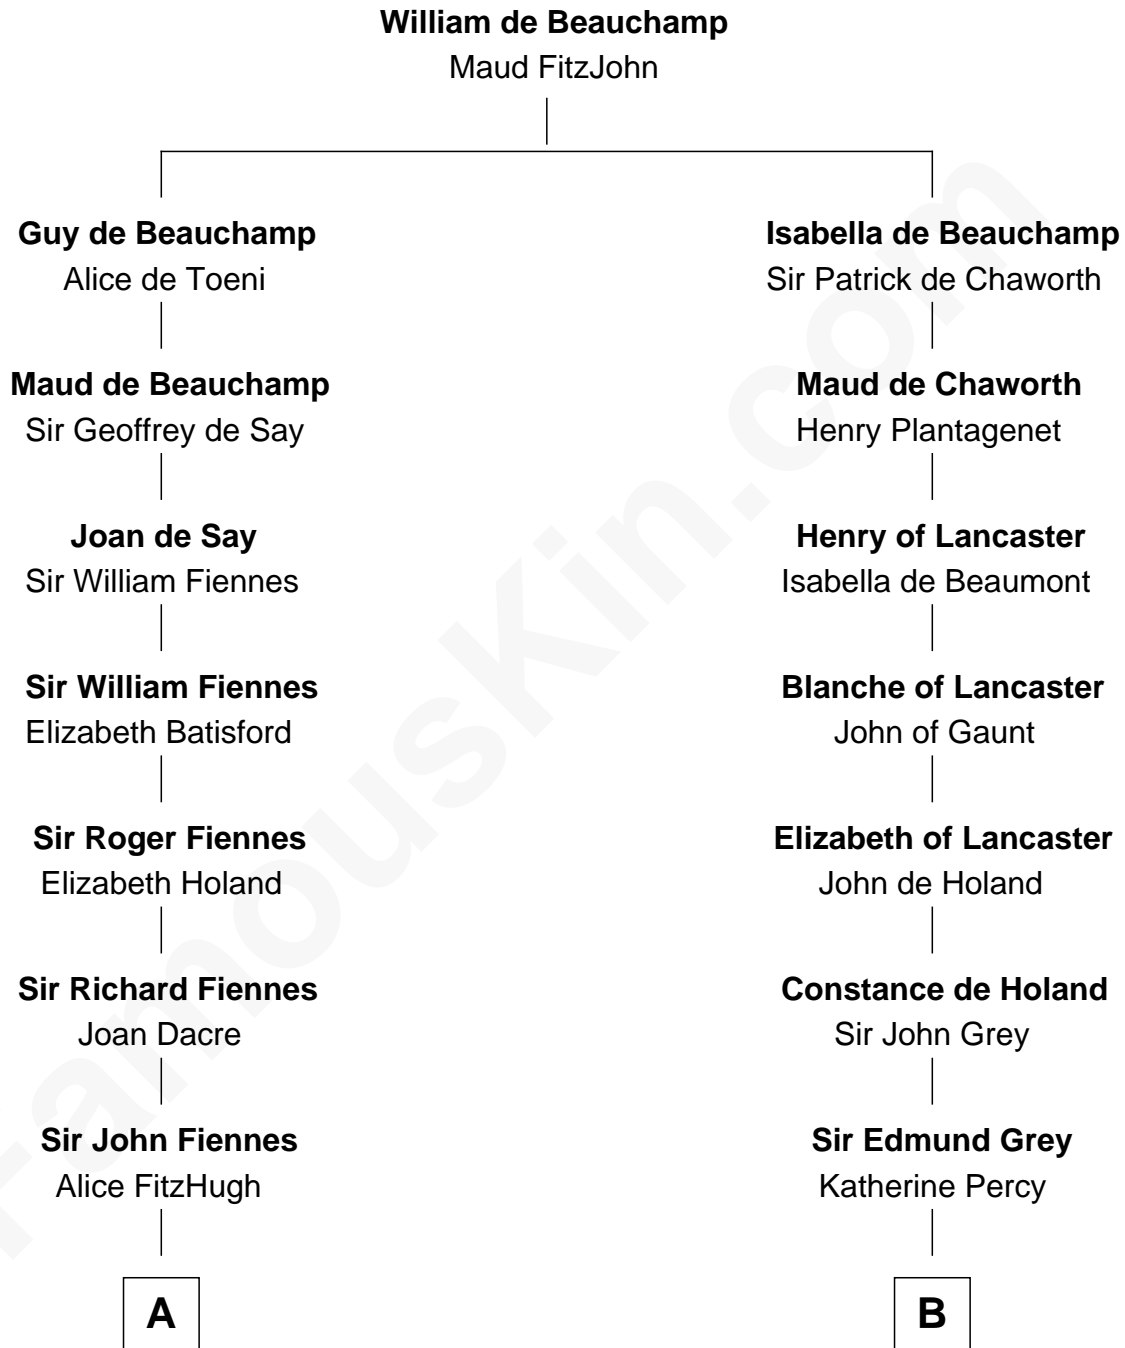 William de Beauchamp
Maud FitzJohn
Guy de Beauchamp
Alice de Toeni
Isabella de Beauchamp
Sir Patrick de Chaworth
Maud de Beauchamp
Sir Geoffrey de Say
Maud de Chaworth
Henry Plantagenet
Joan de Say
Sir William Fiennes
Henry of Lancaster
Isabella de Beaumont
Sir William Fiennes
Elizabeth Batisford
Blanche of Lancaster
John of Gaunt
Sir Roger Fiennes
Elizabeth Holand
Elizabeth of Lancaster
John de Holand
Sir Richard Fiennes
Joan Dacre
Constance de Holand
Sir John Grey
Sir John Fiennes
Alice FitzHugh
Sir Edmund Grey
Katherine Percy
A
B
FamousKin.com